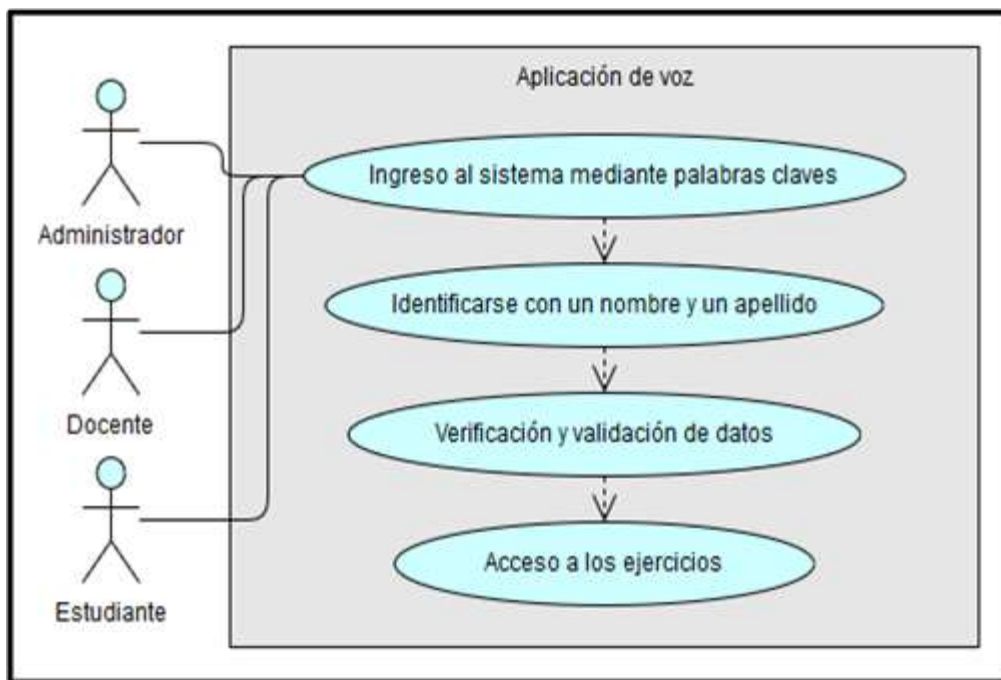 Aplicación de voz
Ingreso al sistema mediante palabras claves
Administrador
Identificarse con un nombre y un apellido
Docente
Verificación y validación de datos
Estudiante
Acceso a los ejercicios